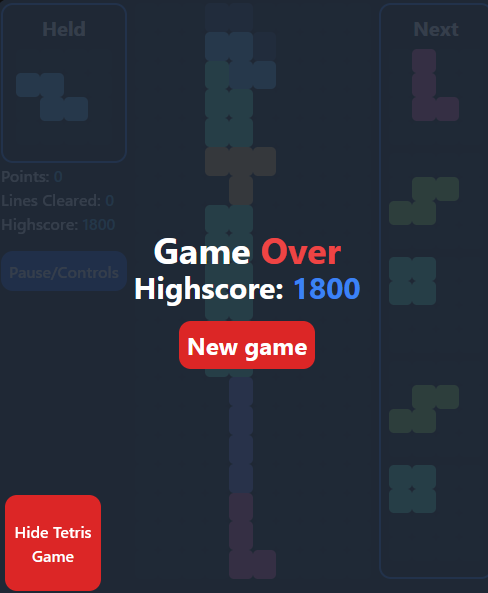 Held
Next
Points: 0
Lines Cleared: 0
Highscore: 1800
Pause/Controls
Game Over
Highscore: 1800
New game
Hide Tetris
Game